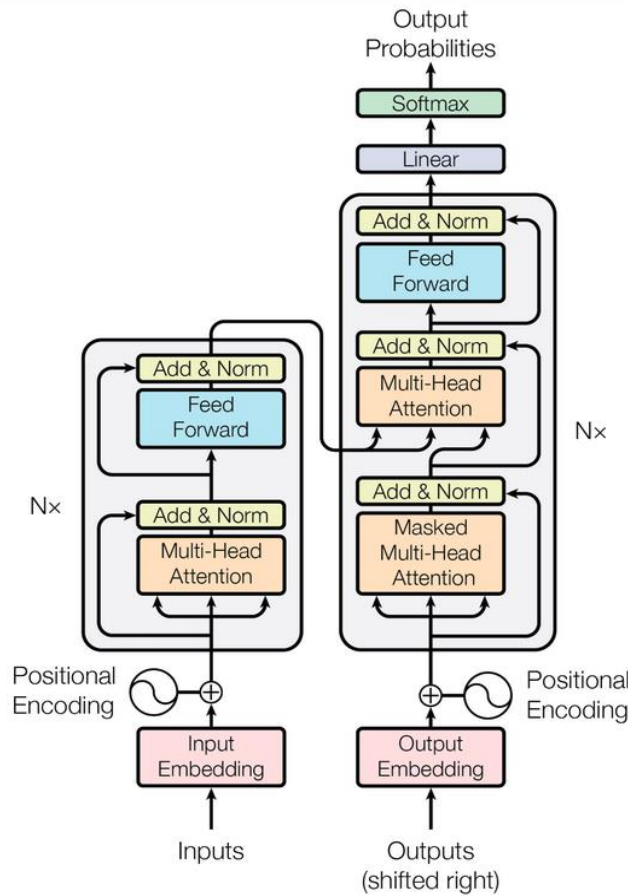 Output
Probabilities
Softmax
Linear
Add & Norm
Feed
Forward
Add & Norm
Multi-Head
Attention
Add & Norm
Masked
Multi-Head
Attention
N×
Add & Norm
Feed
Forward
Add & Norm
Multi-Head
Attention
N×
Positional
Encoding
Input
Embedding
Inputs
Positional
Encoding
Output
Embedding
Outputs
(shifted right)